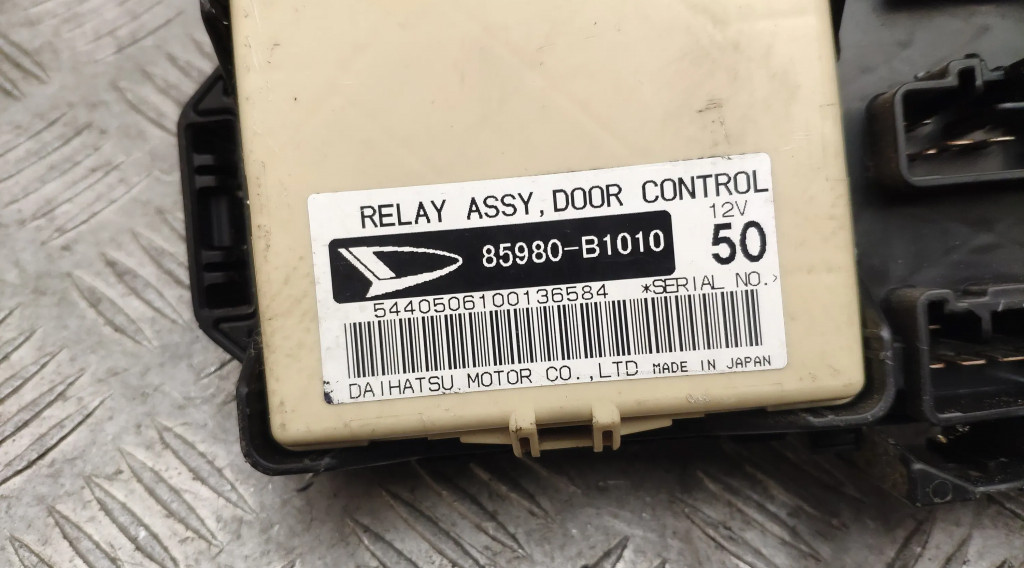 RELAY ASSY, DOOR CONTROL
12V
85980-B1010
50
5440506100136584 *SERIAL NO.
DAIHATSU MOTOR CO.,LTD MADE IN JAPAN